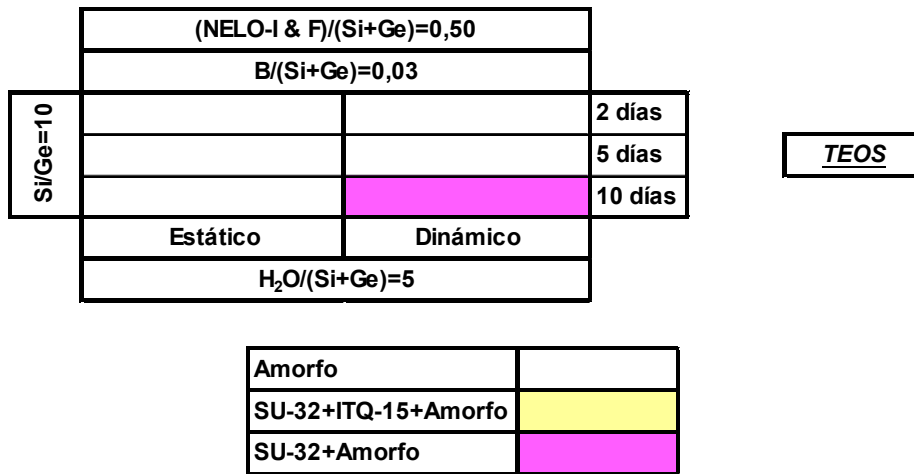 (NELO-I & F)/(Si+Ge)=0,50
B/(Si+Ge)=0,03
Si/Ge=10
2 días
5 días
10 días
TEOS
Estático Dinámico
H₂O/(Si+Ge)=5
Amorfo
SU-32+ITQ-15+Amorfo
SU-32+Amorfo